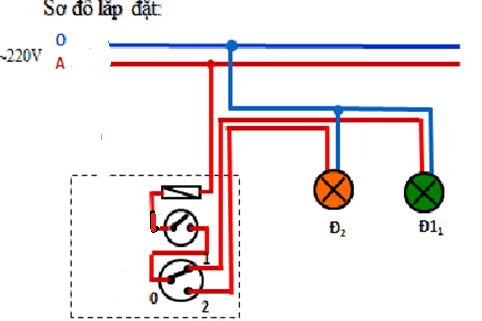 Sơ đồ lắp đặt:
O
~220V
A
Đ2
Đ11
1
0
2